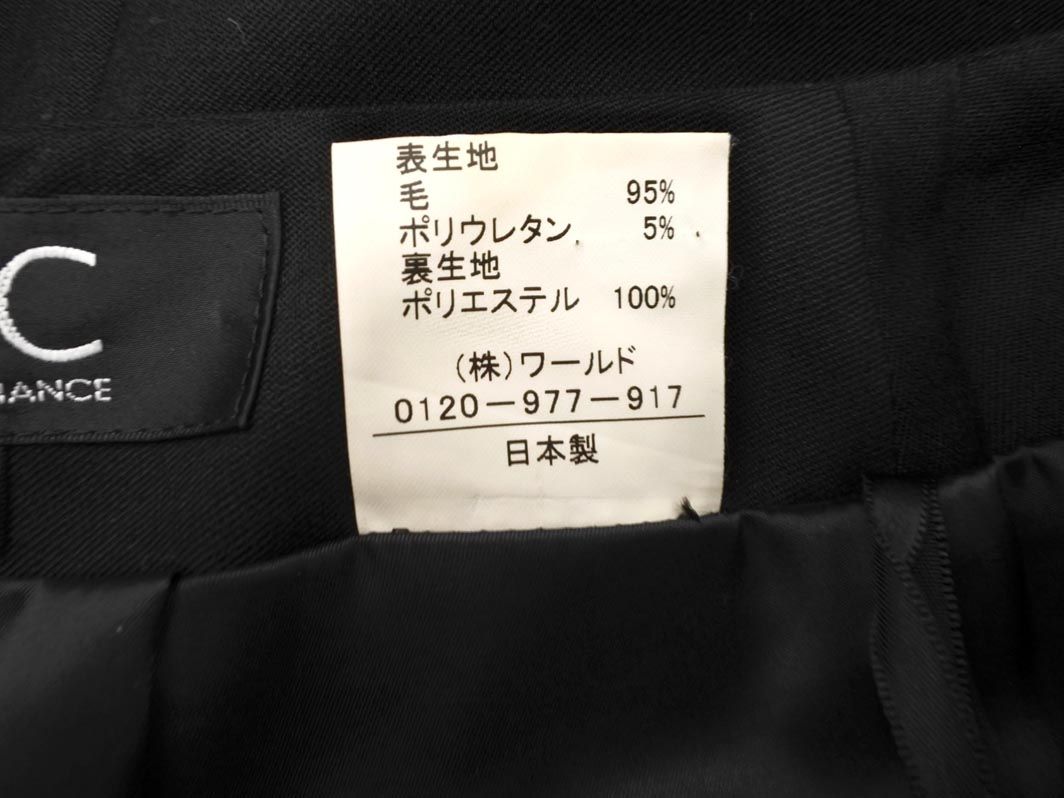 表生地
毛 95%
ポリウレタン 5%
裏生地
ポリエステル 100%
(株)ワールド
0120-977-917
日本製
C